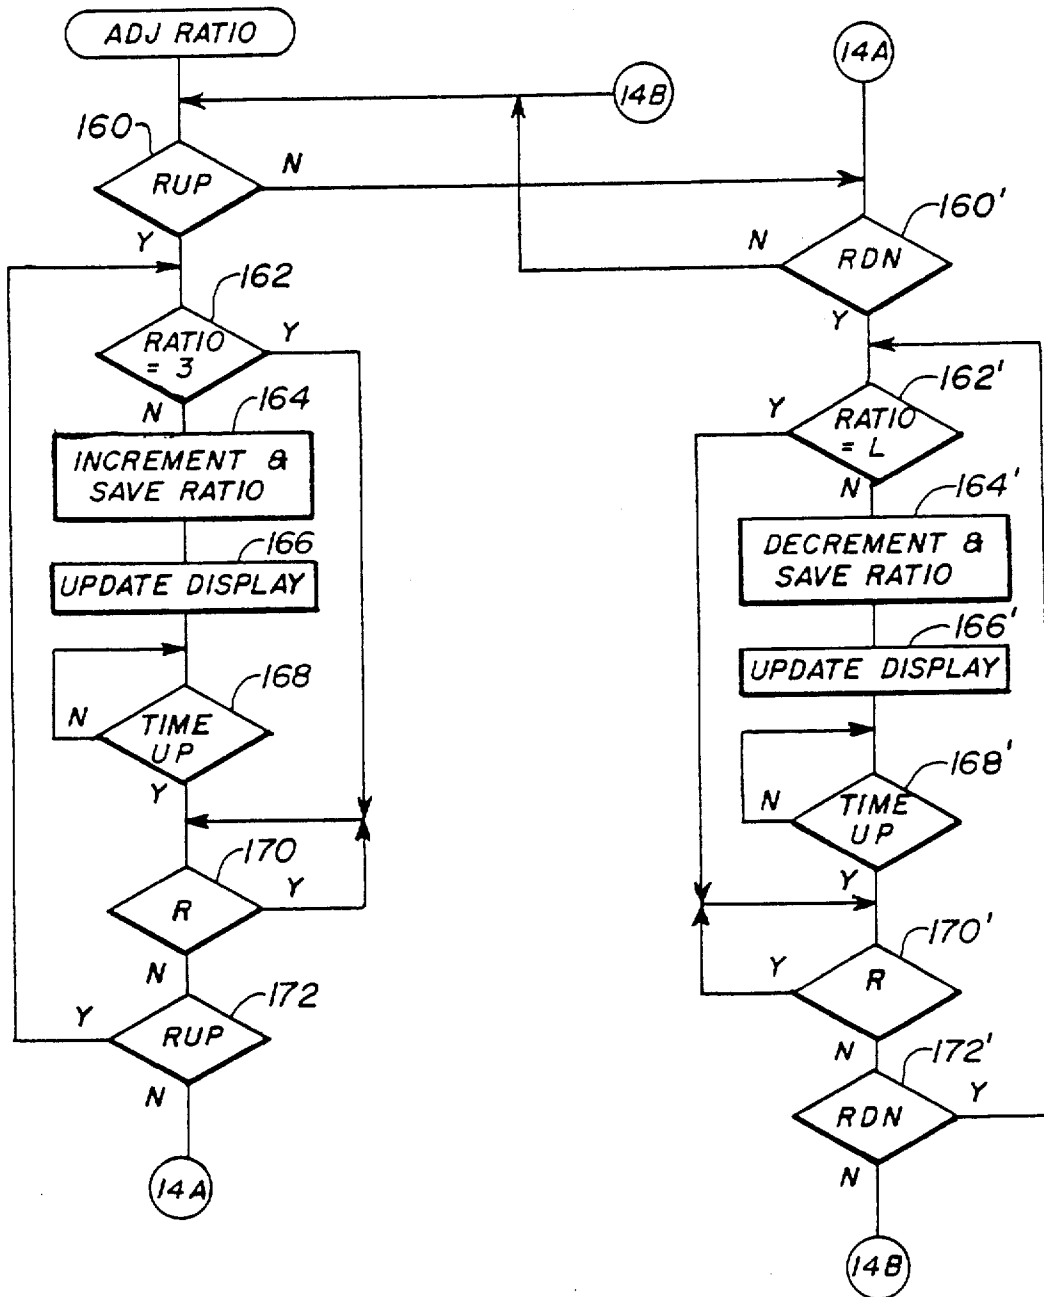 ADJ RATIO
14B
160
RUP
N
Y
162
RATIO
= 3
Y
N
164
INCREMENT &
SAVE RATIO
166
UPDATE DISPLAY
168
TIME
UP
N
Y
170
R
Y
N
172
RUP
Y
N
14A
14A
160'
RDN
N
Y
162'
RATIO
= L
Y
N
164'
DECREMENT &
SAVE RATIO
166'
UPDATE DISPLAY
168'
TIME
UP
N
Y
170'
R
Y
N
172'
RDN
Y
N
14B